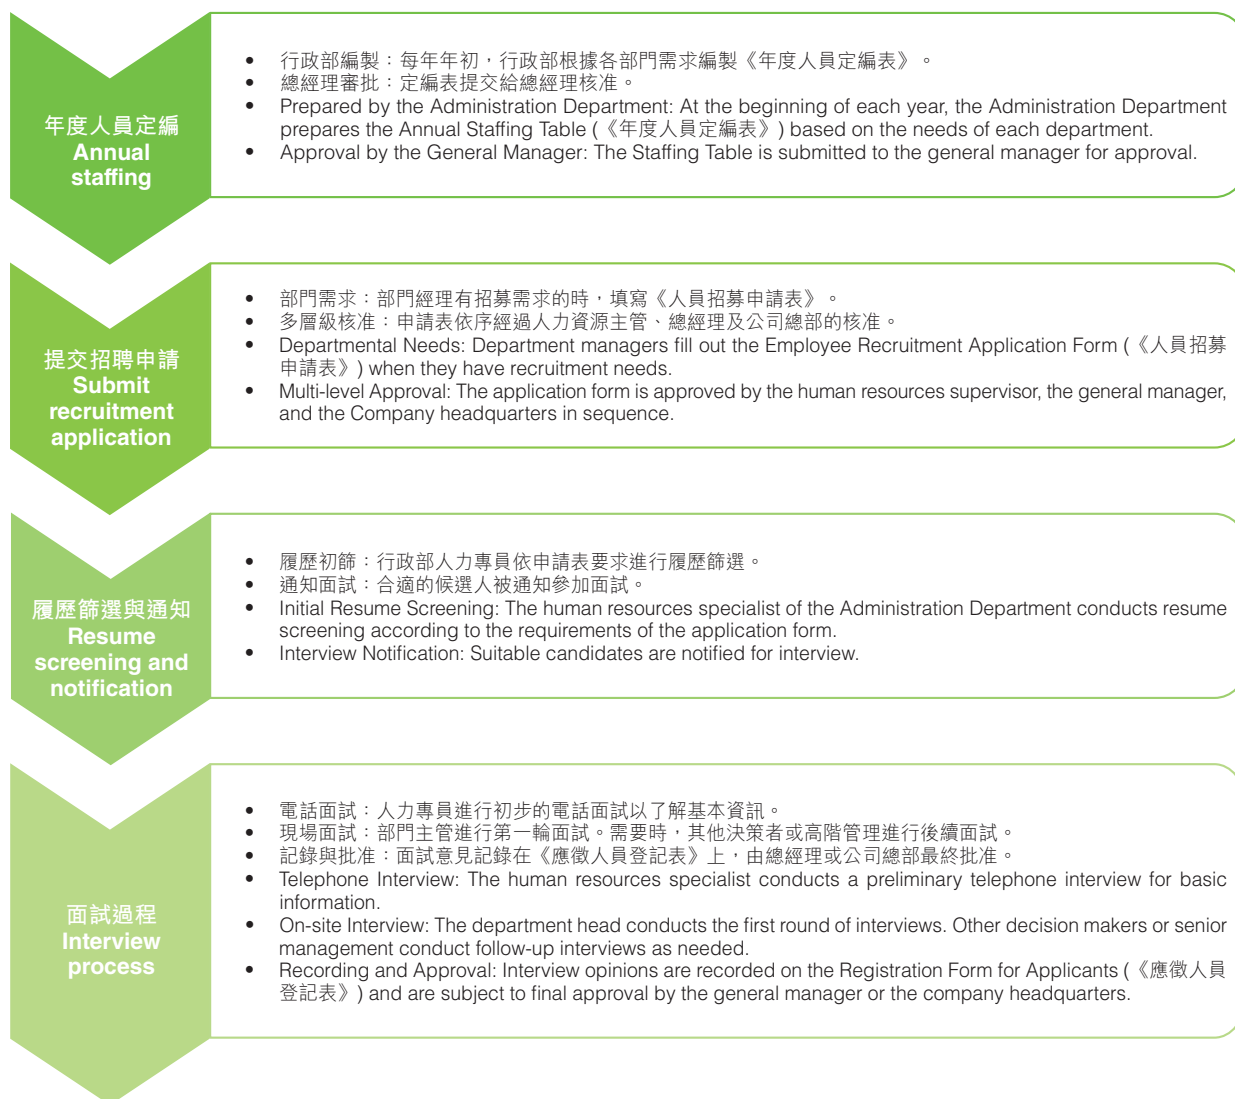 年度人員定編
Annual
staffing
• 行政部編製：每年年初，行政部根據各部門需求編製《年度人員定編表》。
• 總經理審批：定編表提交給總經理核准。
• Prepared by the Administration Department: At the beginning of each year, the Administration Department
prepares the Annual Staffing Table (《年度人員定編表》) based on the needs of each department.
• Approval by the General Manager: The Staffing Table is submitted to the general manager for approval.
提交招聘申請
Submit
recruitment
application
• 部門需求：部門經理有招募需求的時，填寫《人員招募申請表》。
• 多層級核准：申請表依序經過人力資源主管、總經理及公司總部的核准。
• Departmental Needs: Department managers fill out the Employee Recruitment Application Form (《人員招募
申請表》) when they have recruitment needs.
• Multi-level Approval: The application form is approved by the human resources supervisor, the general manager,
and the Company headquarters in sequence.
履歷篩選與通知
Resume
screening and
notification
• 履歷初篩：行政部人力專員依申請表要求進行履歷篩選。
• 通知面試：合適的候選人被通知參加面試。
• Initial Resume Screening: The human resources specialist of the Administration Department conducts resume
screening according to the requirements of the application form.
• Interview Notification: Suitable candidates are notified for interview.
面試過程
Interview
process
• 電話面試：人力專員進行初步的電話面試以了解基本資訊。
• 現場面試：部門主管進行第一輪面試。需要時，其他決策者或高階管理進行後續面試。
• 記錄與批准：面試意見記錄在《應徵人員登記表》上，由總經理或公司總部最終批准。
• Telephone Interview: The human resources specialist conducts a preliminary telephone interview for basic
information.
• On-site Interview: The department head conducts the first round of interviews. Other decision makers or senior
management conduct follow-up interviews as needed.
• Recording and Approval: Interview opinions are recorded on the Registration Form for Applicants (《應徵人員
登記表》) and are subject to final approval by the general manager or the company headquarters.